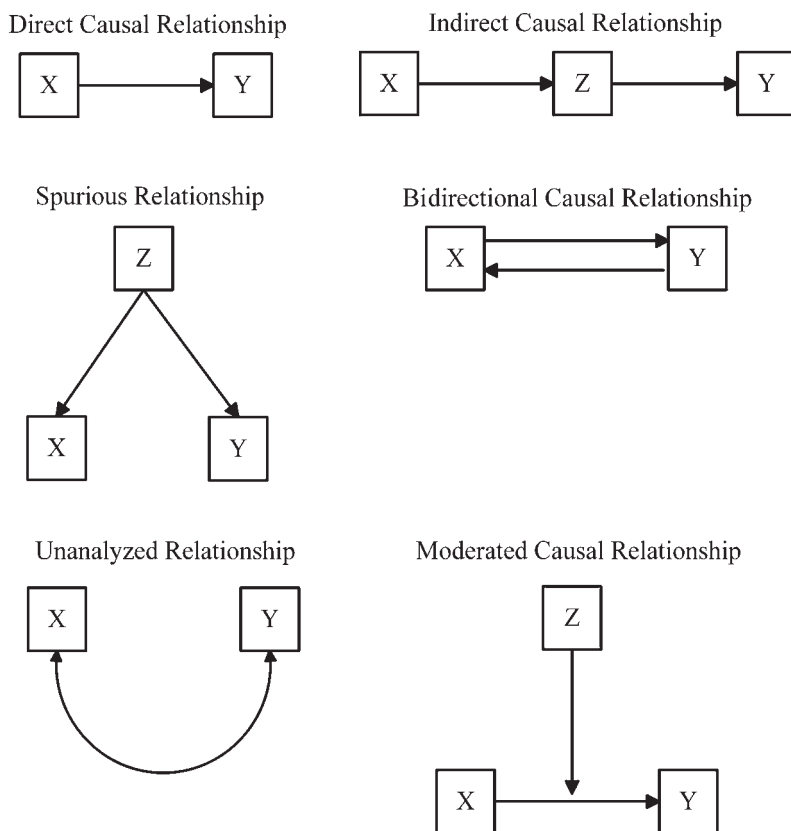 Direct Causal Relationship
X Y
Indirect Causal Relationship
X Z Y
Spurious Relationship
Z
X Y
Bidirectional Causal Relationship
X Y
Unanalyzed Relationship
X Y
Moderated Causal Relationship
Z
X Y